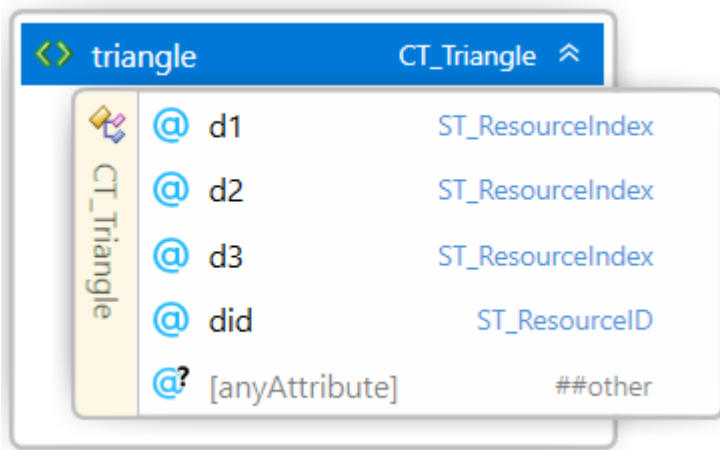 triangle CT_Triangle
CT_Triangle
@ d1 ST_ResourceIndex
@ d2 ST_ResourceIndex
@ d3 ST_ResourceIndex
@ did ST_ResourceID
@? [anyAttribute] ##other